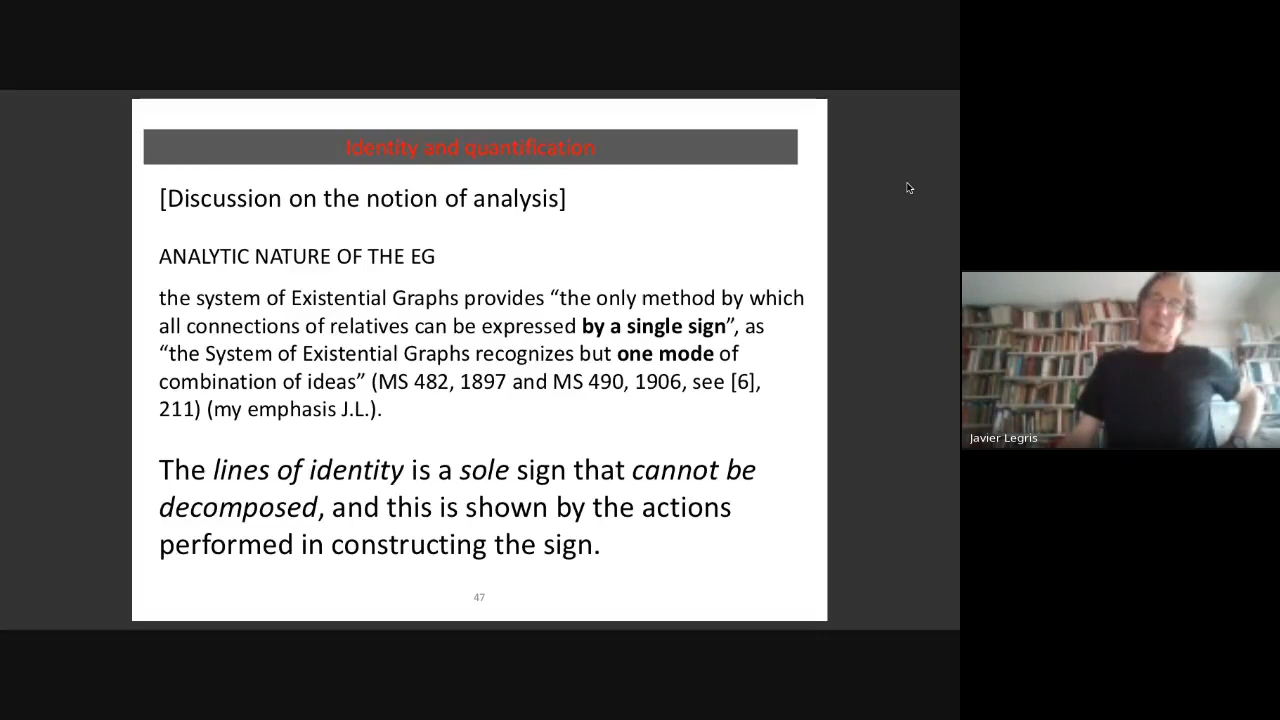 Identity and quantification
[Discussion on the notion of analysis]
ANALYTIC NATURE OF THE EG
the system of Existential Graphs provides “the only method by which
all connections of relatives can be expressed by a single sign”, as
“the System of Existential Graphs recognizes but one mode of
combination of ideas” (MS 482, 1897 and MS 490, 1906, see [6],
211) (my emphasis J.L.).
The lines of identity is a sole sign that cannot be
decomposed, and this is shown by the actions
performed in constructing the sign.
47
Javier Legris